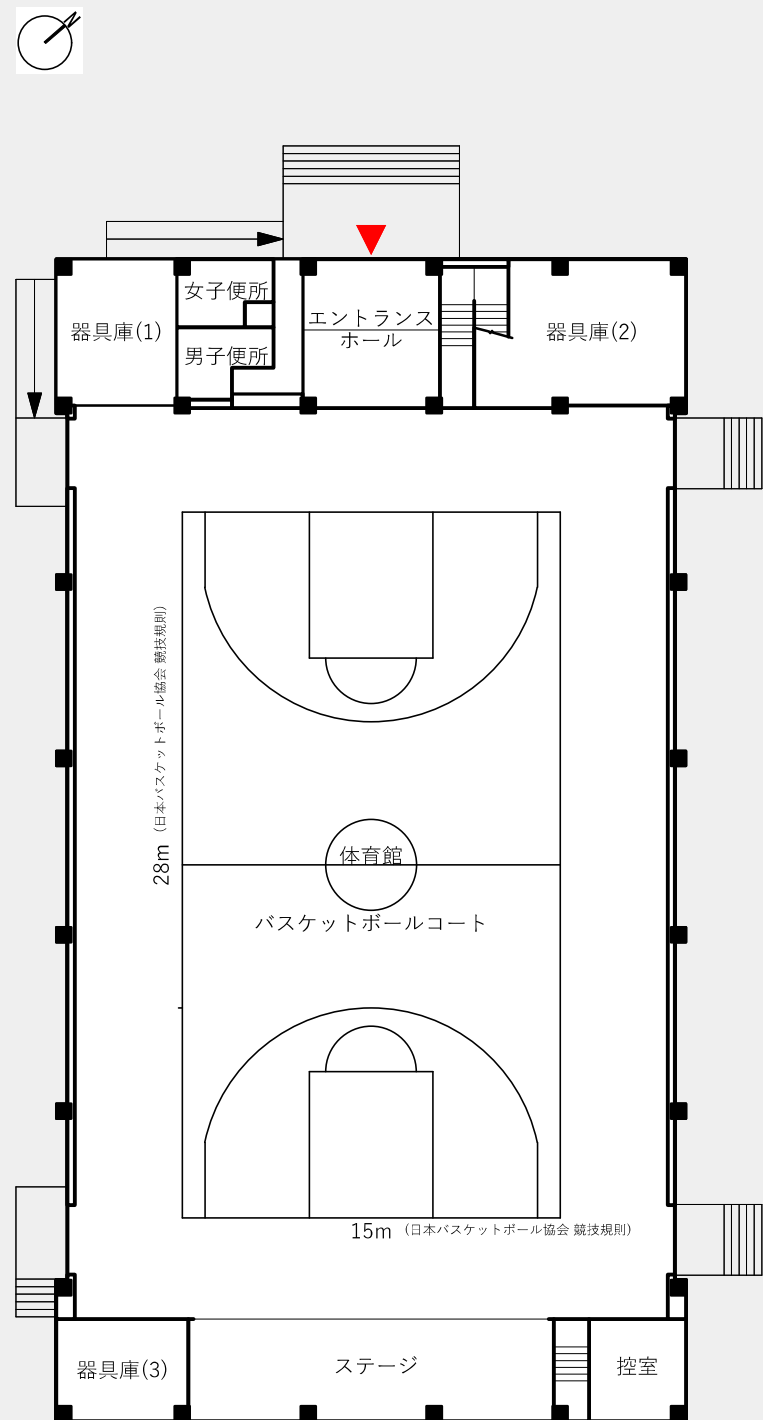 N
女子便所
エントランス
ホール
器具庫(1)
器具庫(2)
男子便所
28m (日本バスケットボール協会 競技規則)
体育館
バスケットボールコート
15m (日本バスケットボール協会 競技規則)
器具庫(3)
ステージ
控室